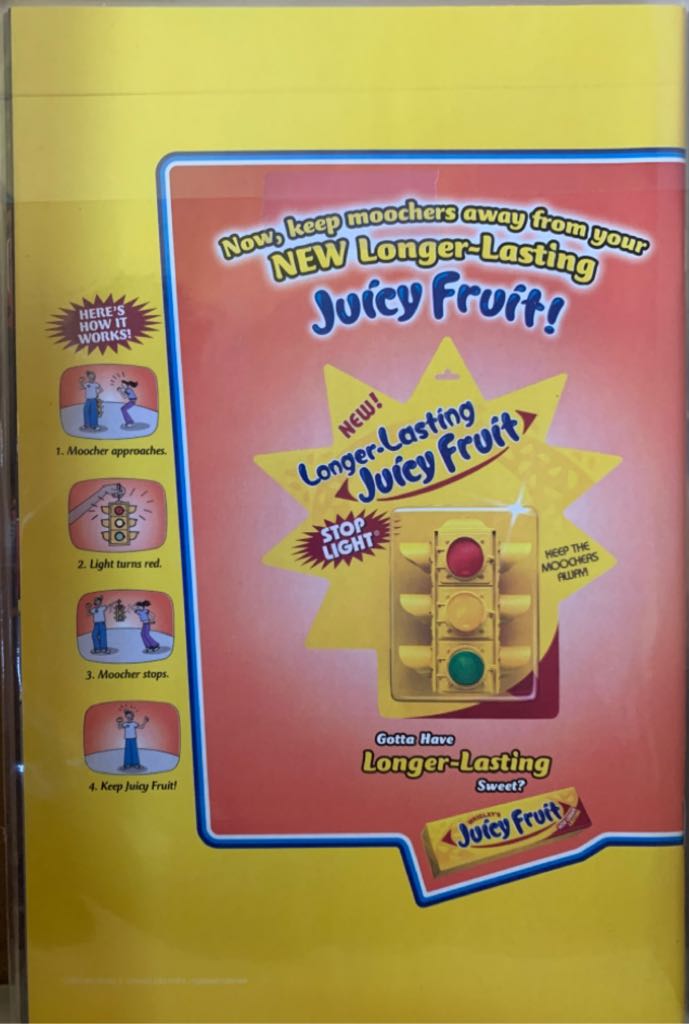 Now, keep moochers away from your
NEW Longer-Lasting
Juicy Fruit!
HERE'S
HOW IT
WORKS!
1. Moocher approaches.
2. Light turns red.
3. Moocher stops.
4. Keep Juicy Fruit!
NEW!
Longer-Lasting
Juicy Fruit
STOP
LIGHT
KEEP THE
MOOCHERS
AWAY!
Gotta Have
Longer-Lasting
Sweet?
WRIGLEY'S
Juicy Fruit